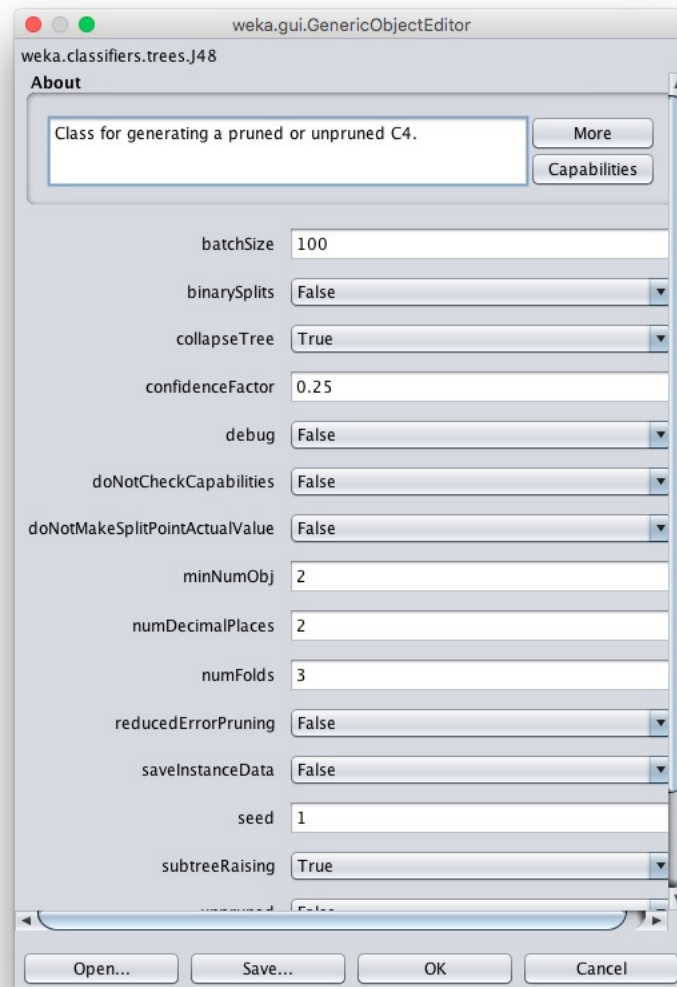 weka.gui.GenericObjectEditor
weka.classifiers.trees.J48
About
Class for generating a pruned or unpruned C4.
More
Capabilities
batchSize 100
binarySplits False
collapseTree True
confidenceFactor 0.25
debug False
doNotCheckCapabilities False
doNotMakeSplitPointActualValue False
minNumObj 2
numDecimalPlaces 2
numFolds 3
reducedErrorPruning False
saveInstanceData False
seed 1
subtreeRaising True
unpruned False
Open... Save... OK Cancel